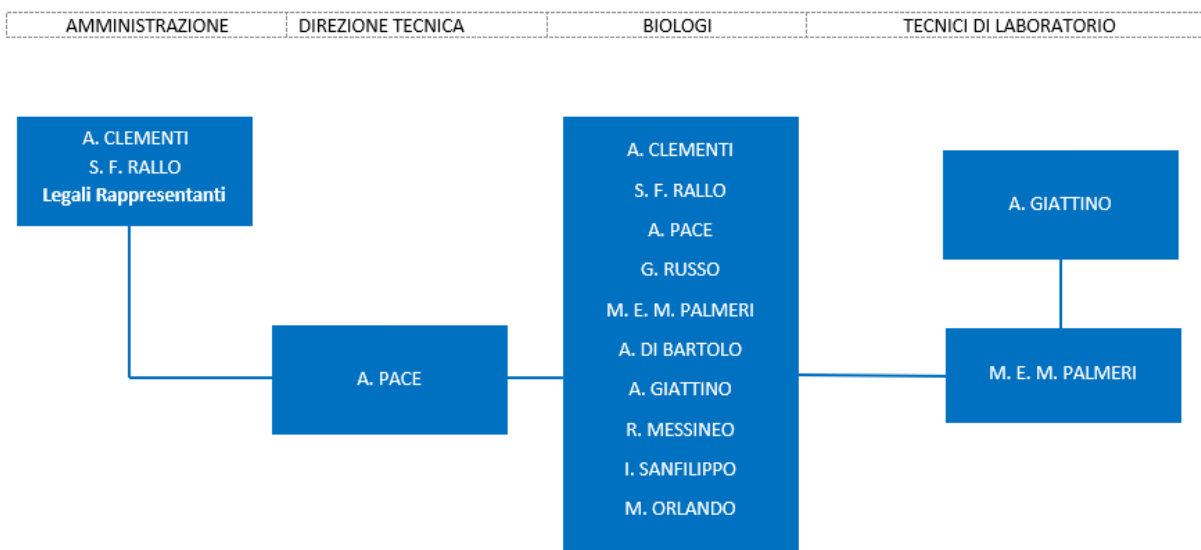 AMMINISTRAZIONE
DIREZIONE TECNICA
BIOLOGI
TECNICI DI LABORATORIO
A. CLEMENTI
S. F. RALLO
Legali Rappresentanti
A. PACE
A. CLEMENTI
S. F. RALLO
A. PACE
G. RUSSO
M. E. M. PALMERI
A. DI BARTOLO
A. GIATTINO
R. MESSINEO
I. SANFILIPPO
M. ORLANDO
A. GIATTINO
M. E. M. PALMERI